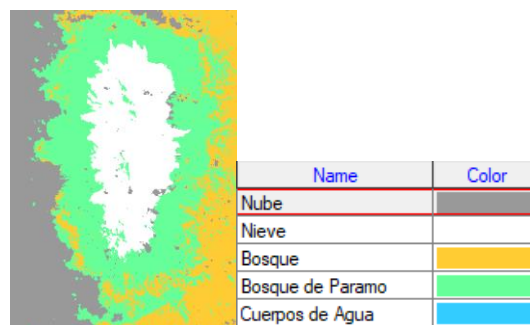 Name Color
Nube
Nieve
Bosque
Bosque de Paramo
Cuerpos de Agua